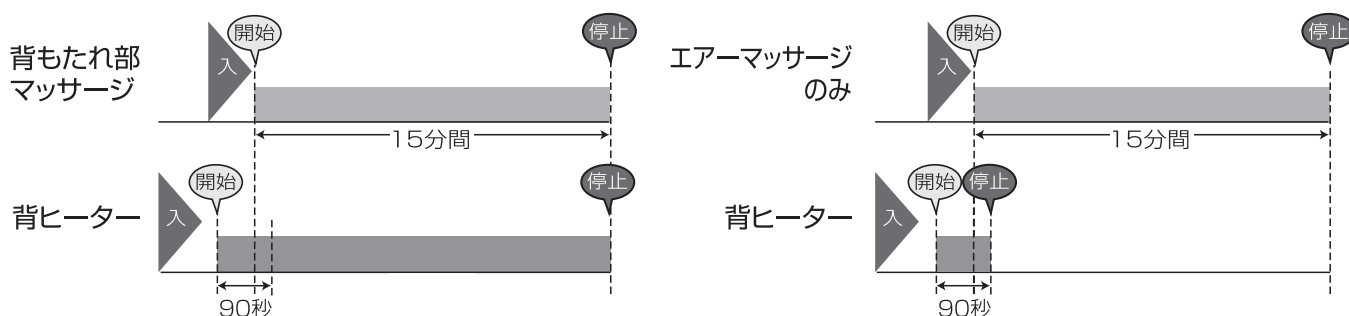 開始
停止
背もたれ部
マッサージ
入
15分間
開始
停止
背ヒーター
入
90秒
開始
停止
エアーマッサージ
のみ
入
15分間
開始
停止
背ヒーター
入
90秒